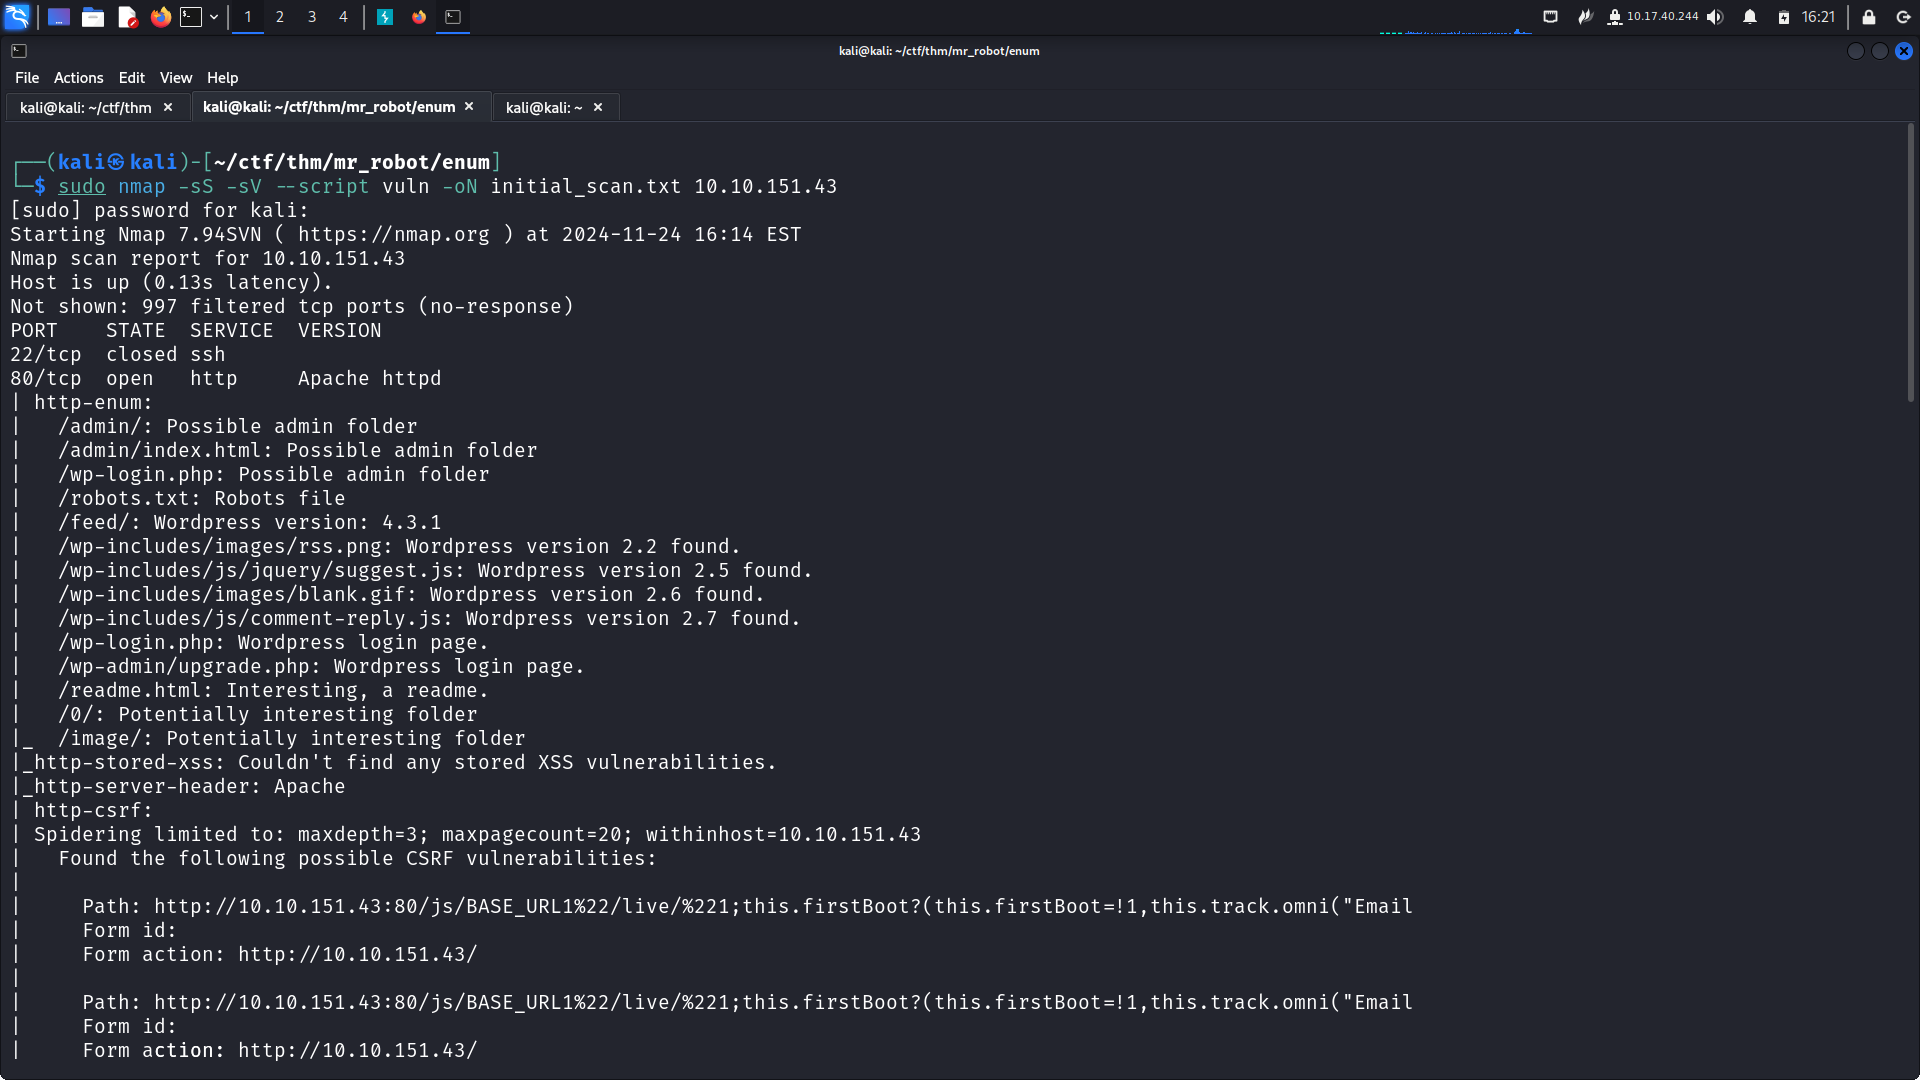 1 2 3 4
10.17.40.244
16:21
kali@kali: ~/ctf/thm/mr_robot/enum
File Actions Edit View Help
kali@kali: ~/ctf/thm × kali@kali: ~/ctf/thm/mr_robot/enum × kali@kali: ~ ×
┌──(kali㉿kali)-[~/ctf/thm/mr_robot/enum]
└─$ sudo nmap -sS -sV --script vuln -oN initial_scan.txt 10.10.151.43
[sudo] password for kali:
Starting Nmap 7.94SVN ( https://nmap.org ) at 2024-11-24 16:14 EST
Nmap scan report for 10.10.151.43
Host is up (0.13s latency).
Not shown: 997 filtered tcp ports (no-response)
PORT    STATE  SERVICE  VERSION
22/tcp  closed ssh
80/tcp  open   http     Apache httpd
| http-enum:
|   /admin/: Possible admin folder
|   /admin/index.html: Possible admin folder
|   /wp-login.php: Possible admin folder
|   /robots.txt: Robots file
|   /feed/: Wordpress version: 4.3.1
|   /wp-includes/images/rss.png: Wordpress version 2.2 found.
|   /wp-includes/js/jquery/suggest.js: Wordpress version 2.5 found.
|   /wp-includes/images/blank.gif: Wordpress version 2.6 found.
|   /wp-includes/js/comment-reply.js: Wordpress version 2.7 found.
|   /wp-login.php: Wordpress login page.
|   /wp-admin/upgrade.php: Wordpress login page.
|   /readme.html: Interesting, a readme.
|   /0/: Potentially interesting folder
|_  /image/: Potentially interesting folder
|_http-stored-xss: Couldn't find any stored XSS vulnerabilities.
|_http-server-header: Apache
| http-csrf:
| Spidering limited to: maxdepth=3; maxpagecount=20; withinhost=10.10.151.43
|   Found the following possible CSRF vulnerabilities:
|
|     Path: http://10.10.151.43:80/js/BASE_URL1%22/live/%221;this.firstBoot?(this.firstBoot=!1,this.track.omni("Email
|     Form id:
|     Form action: http://10.10.151.43/
|
|     Path: http://10.10.151.43:80/js/BASE_URL1%22/live/%221;this.firstBoot?(this.firstBoot=!1,this.track.omni("Email
|     Form id:
|     Form action: http://10.10.151.43/